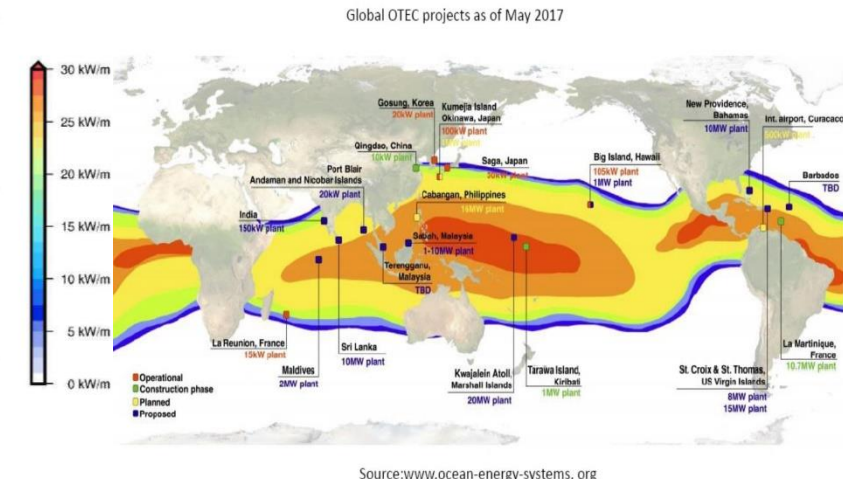 Global OTEC projects as of May 2017
30 kW/m
25 kW/m
20 kW/m
15 kW/m
10 kW/m
5 kW/m
0 kW/m
Gosung, Korea
20kW plant
Kumejia Island
Okinawa, Japan
100kW plant
Qingdao, China
10kW plant
Saga, Japan
30kW plant
Port Blair
Andaman and Nicobar Islands
20kW plant
Cabangan, Philippines
16MW plant
India
150kW plant
Sabah, Malaysia
1-10MW plant
Terengganu,
Malaysia
TBD
Big Island, Hawaii
105kW plant
1MW plant
New Providence,
Bahamas
10MW plant
Int. airport, Curacaco
500kW plant
Barbados
TBD
La Reunion, France
15kW plant
Maldives
2MW plant
Sri Lanka
10MW plant
Kwajalein Atoll,
Marshall Islands
20MW plant
Tarawa Island,
Kiribati
1MW plant
St. Croix & St. Thomas,
US Virgin Islands
8MW plant
15MW plant
La Martinique,
France
10.7MW plant
Operational
Construction phase
Planned
Proposed
Source:www.ocean-energy-systems. org